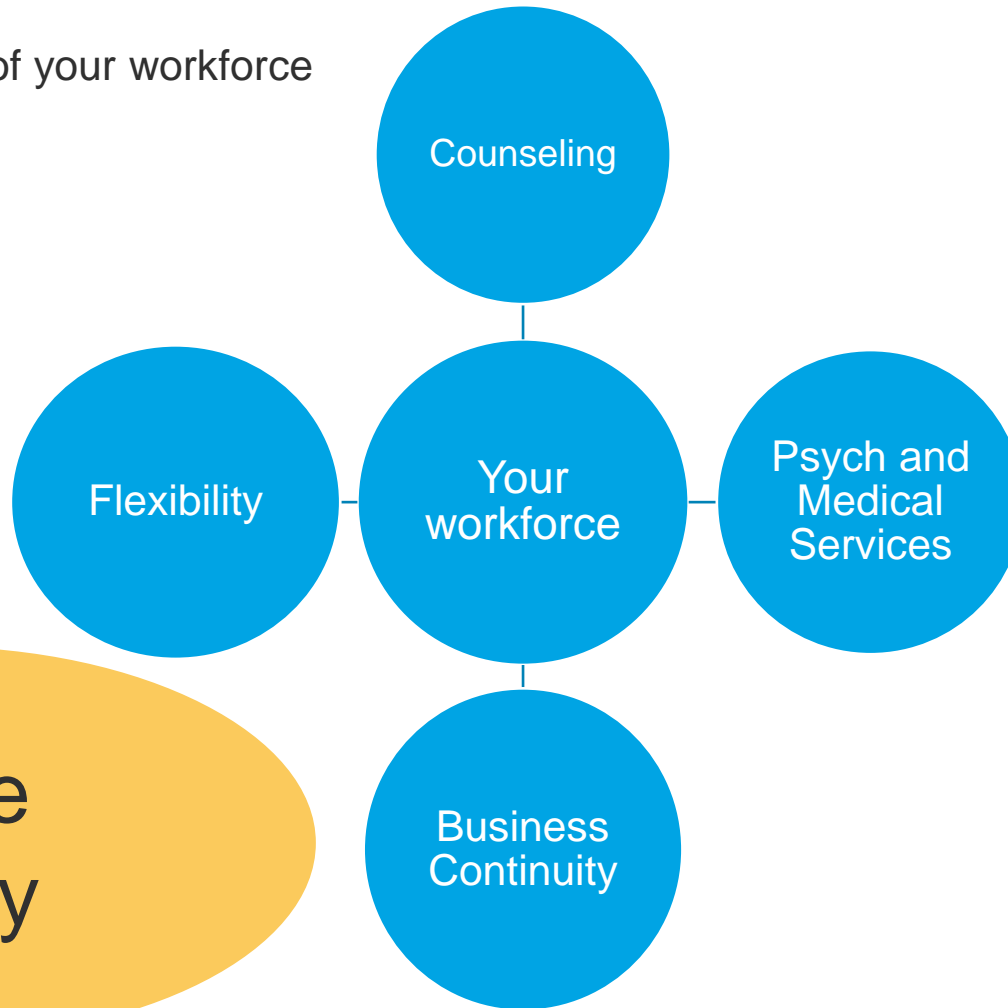 of your workforce
Counseling
Flexibility
Your
workforce
Psych and
Medical
Services
e
y
Business
Continuity